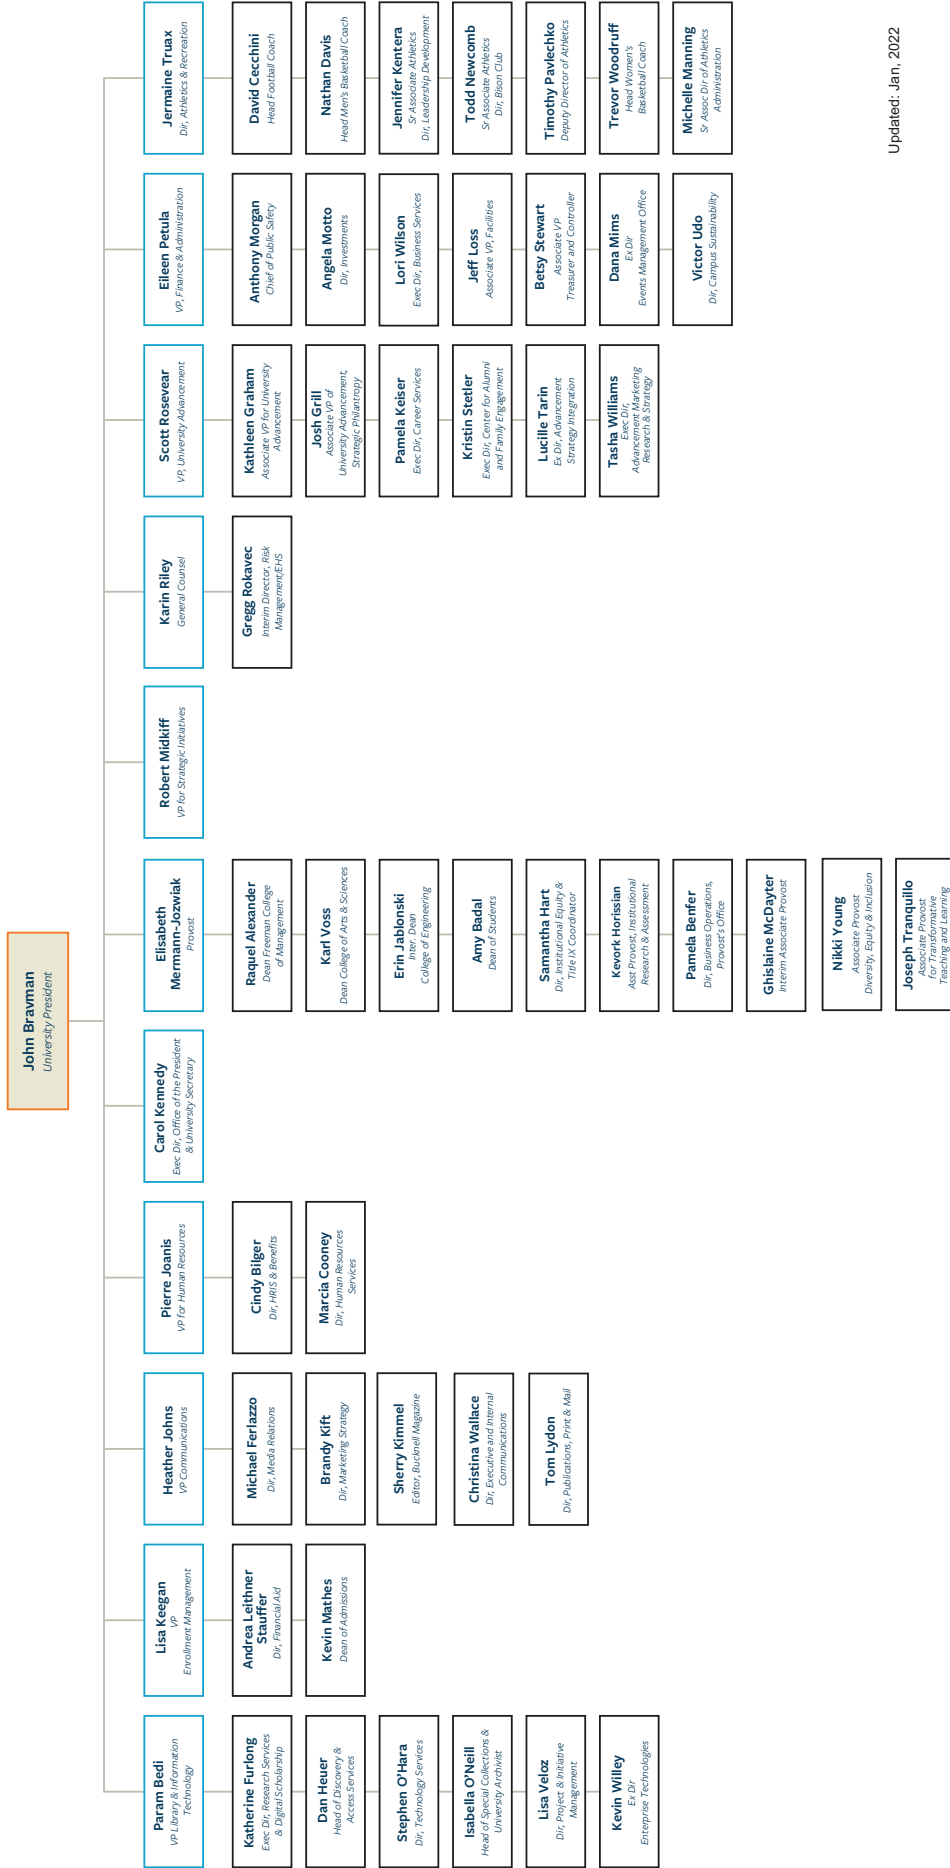 John Bravman
University President
Param Bedi
VP Library & Information
Technology
Katherine Furlong
Exec Dir, Research Services
& Digital Scholarship
Dan Heuer
Head of Discovery &
Access Services
Stephen O'Hara
Dir, Technology Services
Isabella O'Neill
Head of Special Collections &
University Archivist
Lisa Veloz
Dir, Project & Initiative
Management
Kevin Willey
Ex Dir
Enterprise Technologies
Lisa Keegan
VP
Enrollment Management
Andrea Leithner
Stauffer
Dir, Financial Aid
Kevin Mathes
Dean of Admissions
Heather Johns
VP Communications
Michael Ferlazzo
Dir, Media Relations
Brandy Kift
Dir, Marketing Strategy
Sherry Kimmel
Editor, Bucknell Magazine
Christina Wallace
Dir, Executive and Internal
Communications
Tom Lydon
Dir, Publications, Print & Mail
Pierre Joanis
VP for Human Resources
Cindy Bilger
Dir, HRIS & Benefits
Marcia Cooney
Dir, Human Resources
Services
Carol Kennedy
Exec Dir, Office of the President
& University Secretary
Elisabeth
Mermann-Jozwiak
Provost
Raquel Alexander
Dean Freeman College
of Management
Karl Voss
Dean College of Arts & Sciences
Erin Jablonski
Inter. Dean
College of Engineering
Amy Badal
Dean of Students
Samantha Hart
Dir, Institutional Equity &
Title IX Coordinator
Kevork Horissian
Asst Provost, Institutional
Research & Assessment
Pamela Benfer
Dir, Business Operations,
Provost's Office
Ghislaine McDayter
Interim Associate Provost
Nikki Young
Associate Provost
Diversity, Equity & Inclusion
Joseph Tranquillo
Associate Provost
for Transformative
Teaching and Learning
Robert Midkiff
VP for Strategic Initiatives
Karin Riley
General Counsel
Gregg Rokavec
Interim Director, Risk
Management/EHS
Scott Rosevear
VP, University Advancement
Kathleen Graham
Associate VP for University
Advancement
Josh Grill
Associate VP of
University Advancement,
Strategic Philantropy
Pamela Keiser
Exec Dir, Career Services
Kristin Stetler
Exec Dir, Center for Alumni
and Family Engagement
Lucille Tarin
Ex Dir, Advancement
Strategy Integration
Tasha Williams
Exec Dir,
Advancement Marketing
Research & Strategy
Eileen Petula
VP, Finance & Administration
Anthony Morgan
Chief of Public Safety
Angela Motto
Dir, Investments
Lori Wilson
Exec Dir, Business Services
Jeff Loss
Associate VP, Facilities
Betsy Stewart
Associate VP
Treasurer and Controller
Dana Mims
Ex Dir
Events Management Office
Victor Udo
Dir, Campus Sustainability
Jermaine Truax
Dir, Athletics & Recreation
David Cecchini
Head Football Coach
Nathan Davis
Head Men's Basketball Coach
Jennifer Kentera
Sr Associate Athletics
Dir, Leadership Development
Todd Newcomb
Sr Associate Athletics
Dir, Bison Club
Timothy Pavlechko
Deputy Director of Athletics
Trevor Woodruff
Head Women's
Basketball Coach
Michelle Manning
Sr Assoc Dir of Athletics
Administration
Updated: Jan, 2022